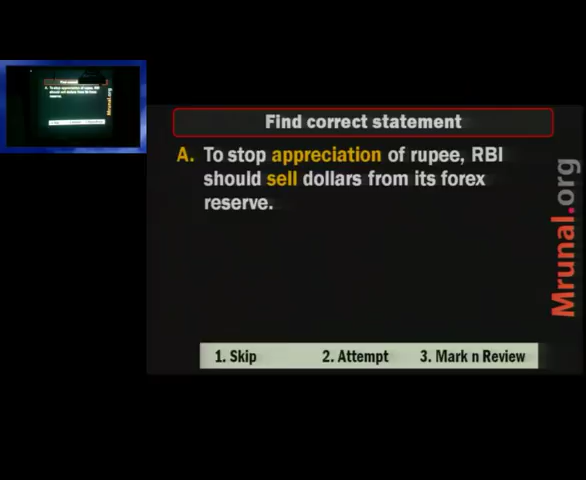 Find correct statement
A. To stop appreciation of rupee, RBI
should sell dollars from its forex
reserve.
Mrunal.org
1. Skip 2. Attempt 3. Mark n Review